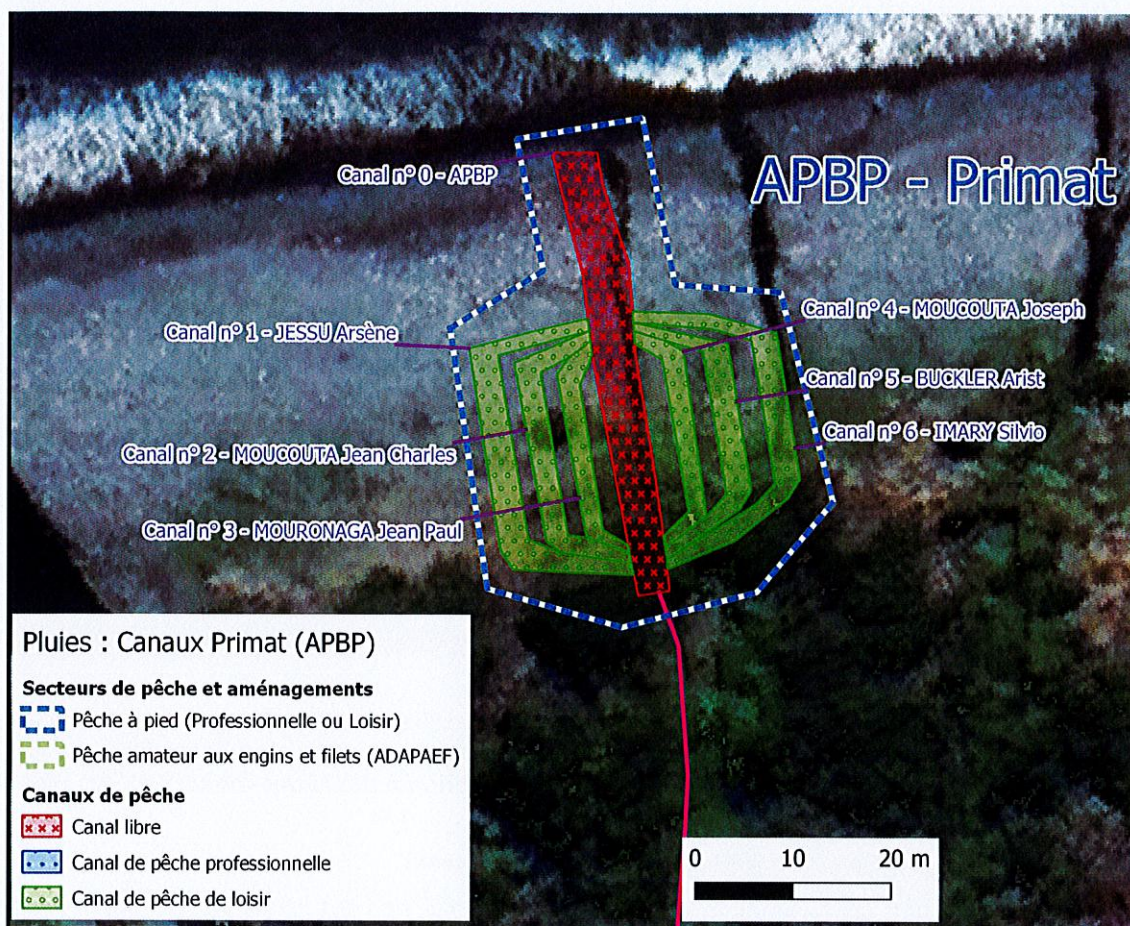 APBP - Primat
Canal n° 0 - APBP
Canal n° 1 - JESSU Arsène
Canal n° 2 - MOUCOUTA Jean Charles
Canal n° 3 - MOURONAGA Jean Paul
Canal n° 4 - MOUCOUTA Joseph
Canal n° 5 - BUCKLER Arist
Canal n° 6 - IMARY Silvio
Pluies : Canaux Primat (APBP)
Secteurs de pêche et aménagements
Pêche à pied (Professionnelle ou Loisir)
Pêche amateur aux engins et filets (ADAPAEF)
Canaux de pêche
Canal libre
Canal de pêche professionnelle
Canal de pêche de loisir
0 10 20 m